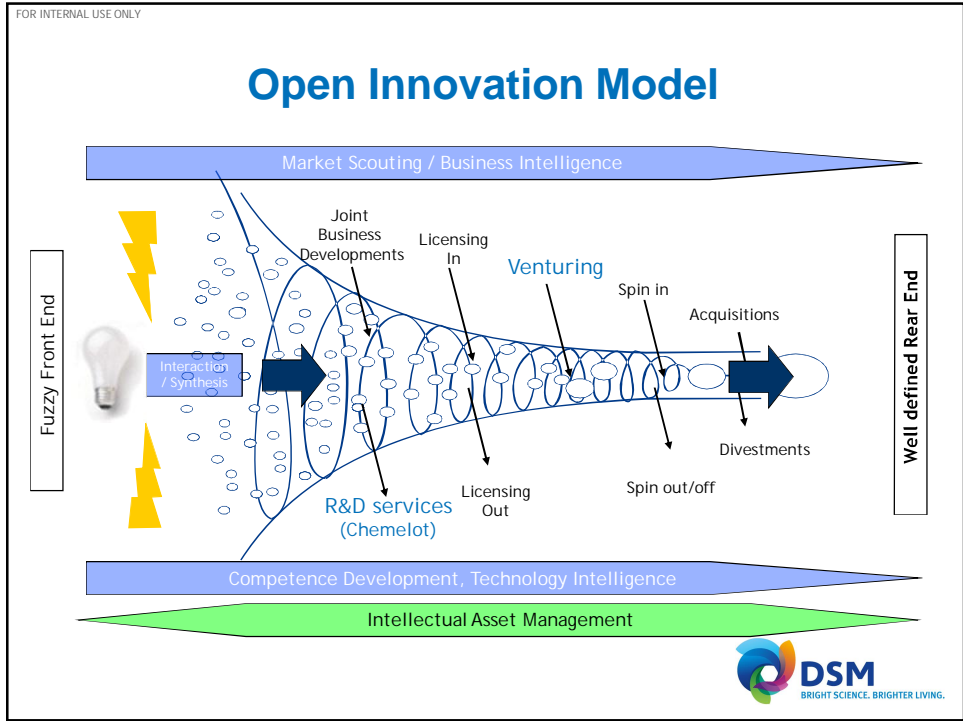 FOR INTERNAL USE ONLY
Open Innovation Model
Market Scouting / Business Intelligence
Fuzzy Front End
Interaction
/ Synthesis
Joint
Business
Developments
Licensing
In
Venturing
Spin in
Acquisitions
R&D services
(Chemelot)
Licensing
Out
Spin out/off
Divestments
Well defined Rear End
Competence Development, Technology Intelligence
Intellectual Asset Management
DSM
BRIGHT SCIENCE. BRIGHTER LIVING.